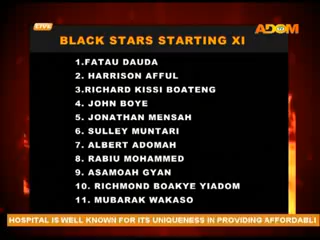 LIVE
ADOM
BLACK STARS STARTING XI
1.FATAU DAUDA
2. HARRISON AFFUL
3.RICHARD KISSI BOATENG
4. JOHN BOYE
5. JONATHAN MENSAH
6. SULLEY MUNTARI
7. ALBERT ADOMAH
8. RABIU MOHAMMED
9. ASAMOAH GYAN
10. RICHMOND BOAKYE YIADOM
11. MUBARAK WAKASO
HOSPITAL IS WELL KNOWN FOR ITS UNIQUENESS IN PROVIDING AFFORDABL